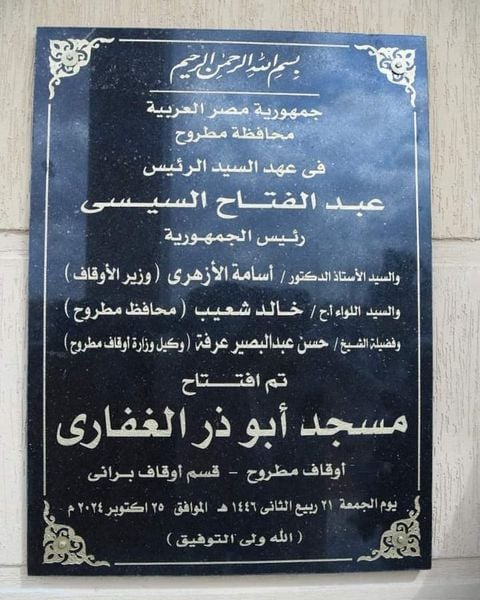 بسم الله الرحمن الرحيم
جمهورية مصر العربية
محافظة مطروح
فى عهد السيد الرئيس
عبد الفتاح السيسى
رئيس الجمهورية
والسيد الأستاذ الدكتور / أسامة الأزهرى ( وزير الأوقاف )
والسيد اللواء أ.ح / خالد شعيب ( محافظ مطروح )
وفضيلة الشيخ / حسن عبدالبصير عرفة ( وكيل وزارة أوقاف مطروح )
تم افتتاح
مسجد أبو ذر الغفارى
أوقاف مطروح - قسم أوقاف برانى
يوم الجمعة ٢١ ربيع الثانى ١٤٤٦ هـ الموافق ٢٥ اكتوبر ٢٠٢٤ م
( الله ولى التوفيق )